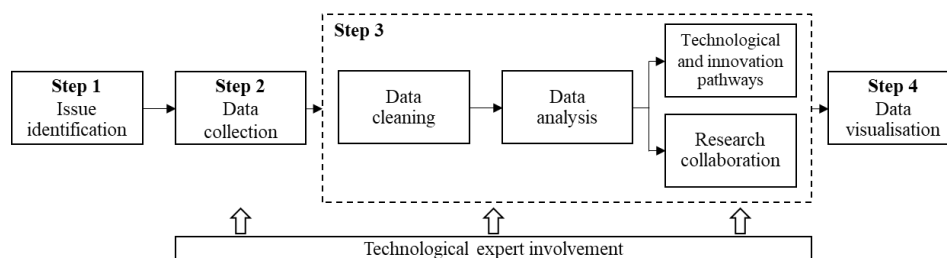 Step 1
Issue
identification
Step 2
Data
collection
Step 3
Data
cleaning
Data
analysis
Technological
and innovation
pathways
Research
collaboration
Step 4
Data
visualisation
Technological expert involvement